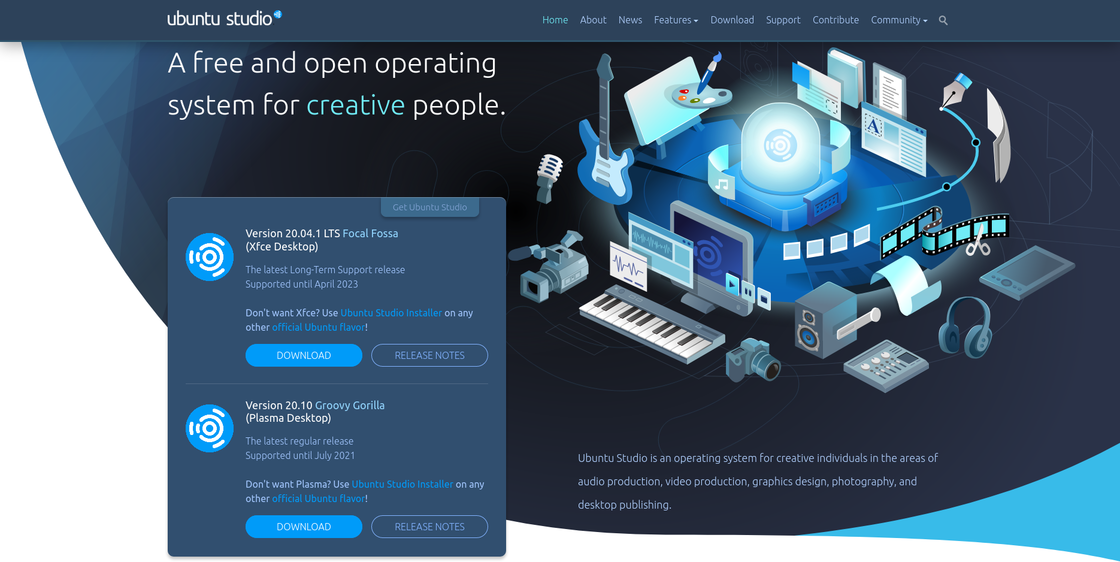 ubuntu studio
Home About News Features Download Support Contribute Community
A free and open operating
system for creative people.
Get Ubuntu Studio
Version 20.04.1 LTS Focal Fossa
(Xfce Desktop)
The latest Long-Term Support release
Supported until April 2023
Don't want Xfce? Use Ubuntu Studio Installer on any
other official Ubuntu flavor!
DOWNLOAD RELEASE NOTES
Version 20.10 Groovy Gorilla
(Plasma Desktop)
The latest regular release
Supported until July 2021
Don't want Plasma? Use Ubuntu Studio Installer on any
other official Ubuntu flavor!
DOWNLOAD RELEASE NOTES
A
Ubuntu Studio is an operating system for creative individuals in the areas of
audio production, video production, graphics design, photography, and
desktop publishing.